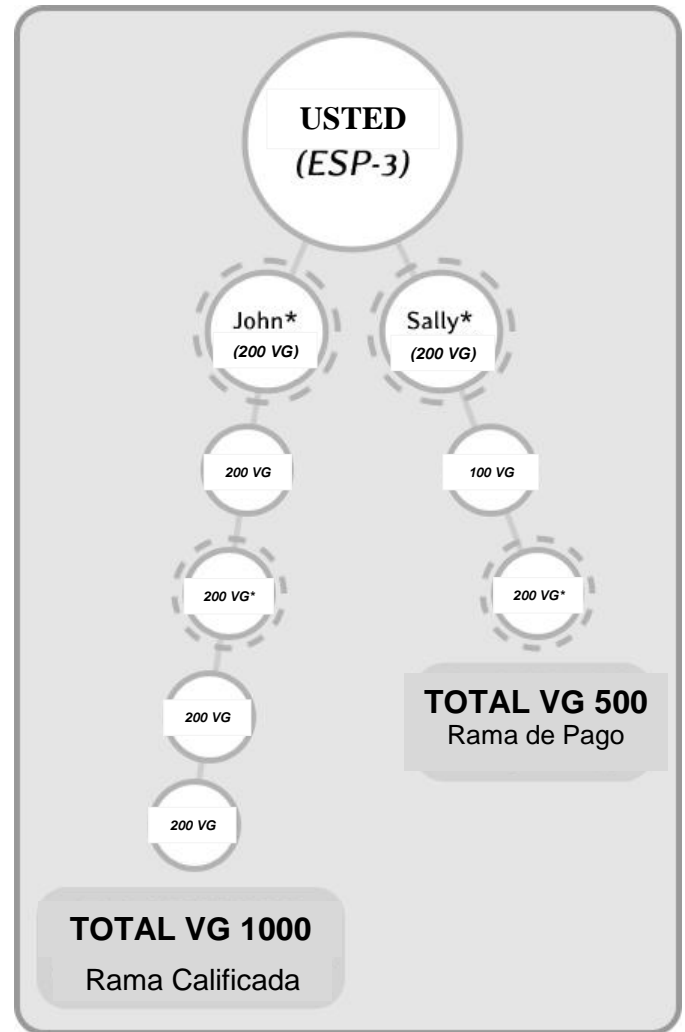 USTED
(ESP-3)
John*
(200 VG)
Sally*
(200 VG)
200 VG
100 VG
200 VG*
200 VG*
200 VG
200 VG
TOTAL VG 500
Rama de Pago
TOTAL VG 1000
Rama Calificada